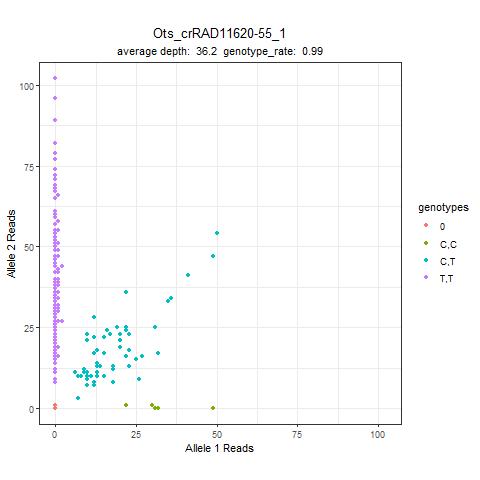 Ots_crRAD11620-55_1
average depth:  36.2  genotype_rate:  0.99
Allele 2 Reads
100
75
50
25
0
0 25 50 75 100
Allele 1 Reads
genotypes
0
C,C
C,T
T,T